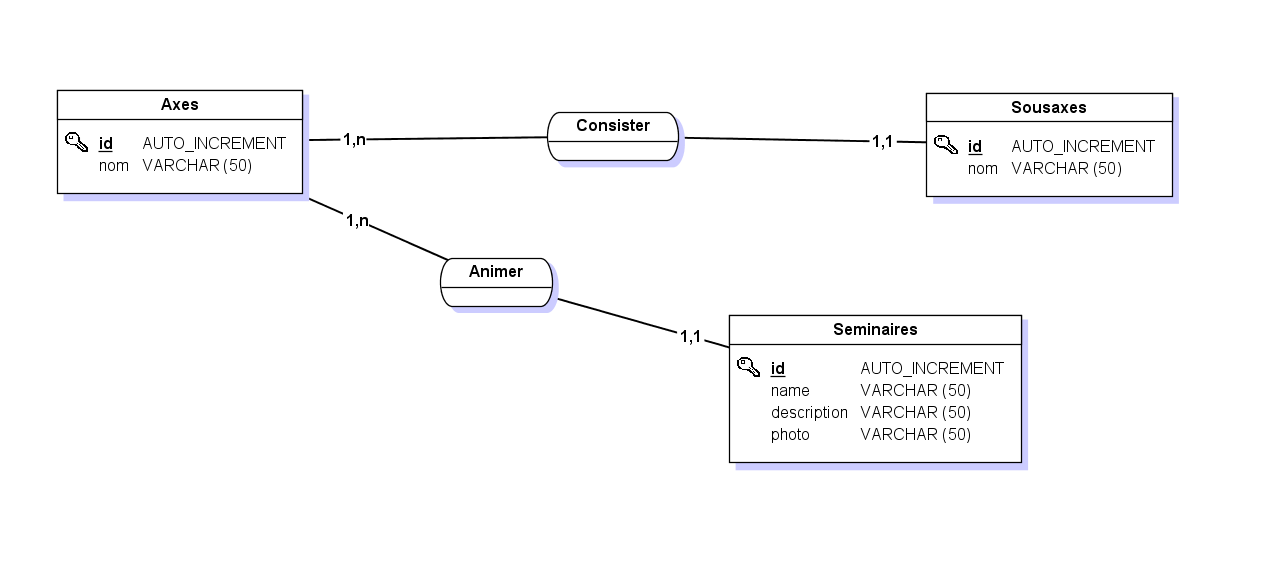 Axes
id AUTO_INCREMENT
nom VARCHAR (50)
1,n
Consister
1,1
Sousaxes
id AUTO_INCREMENT
nom VARCHAR (50)
1,n
Animer
1,1
Seminaires
id AUTO_INCREMENT
name VARCHAR (50)
description VARCHAR (50)
photo VARCHAR (50)